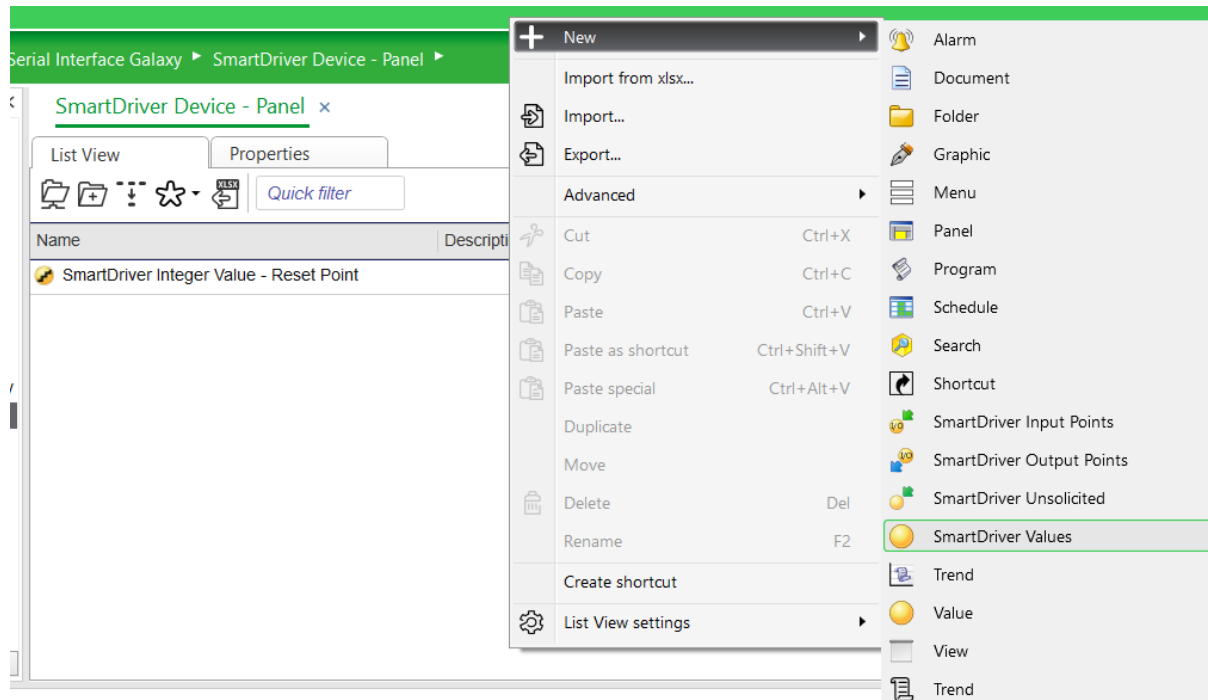 Serial Interface Galaxy ▸ SmartDriver Device - Panel ▸
SmartDriver Device - Panel ×
List View
Properties
XLSX
Quick filter
Name
Descripti
SmartDriver Integer Value - Reset Point
New
Import from xlsx...
Import...
Export...
Advanced
Cut Ctrl+X
Copy Ctrl+C
Paste Ctrl+V
Paste as shortcut Ctrl+Shift+V
Paste special Ctrl+Alt+V
Duplicate
Move
Delete Del
Rename F2
Create shortcut
List View settings
Alarm
Document
Folder
Graphic
Menu
Panel
Program
Schedule
Search
Shortcut
I/O SmartDriver Input Points
I/O SmartDriver Output Points
SmartDriver Unsolicited
SmartDriver Values
Trend
Value
View
Trend